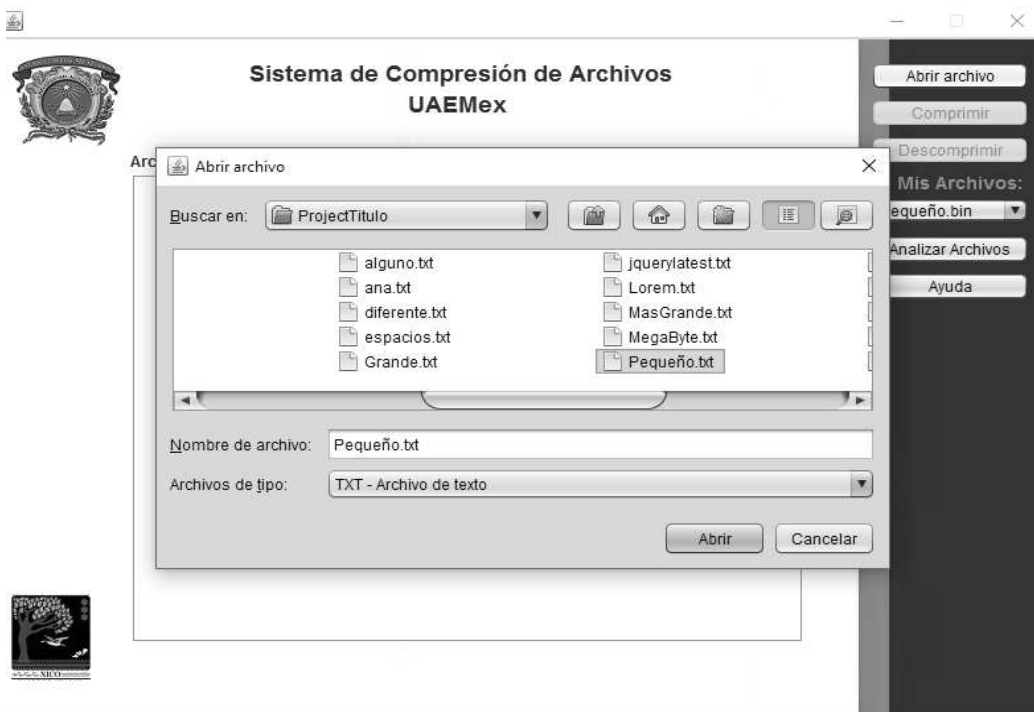 Sistema de Compresión de Archivos
UAEMex
Abrir archivo
Comprimir
Descomprimir
Mis Archivos:
equeño.bin
Analizar Archivos
Ayuda
Arc
Abrir archivo
Buscar en:
ProjectTitulo
alguno.txt
ana.txt
diferente.txt
espacios.txt
Grande.txt
jquerylatest.txt
Lorem.txt
MasGrande.txt
MegaByte.txt
Pequeño.txt
Nombre de archivo:
Pequeño.txt
Archivos de tipo:
TXT - Archivo de texto
Abrir
Cancelar
XICO